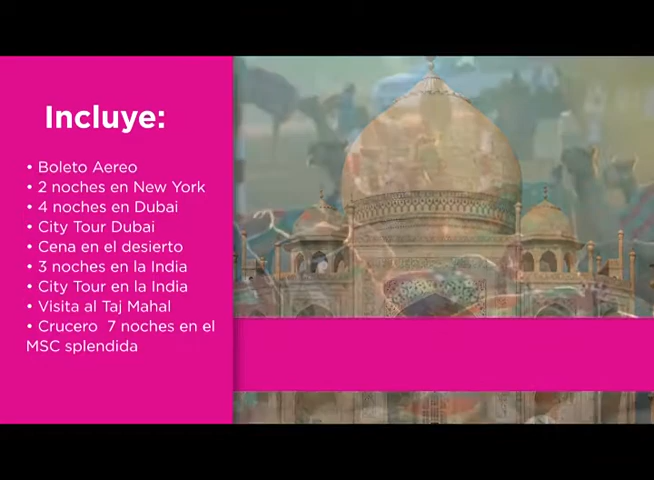 Incluye:
• Boleto Aereo
• 2 noches en New York
• 4 noches en Dubai
• City Tour Dubai
• Cena en el desierto
• 3 noches en la India
• City Tour en la India
• Visita al Taj Mahal
• Crucero 7 noches en el
MSC splendida